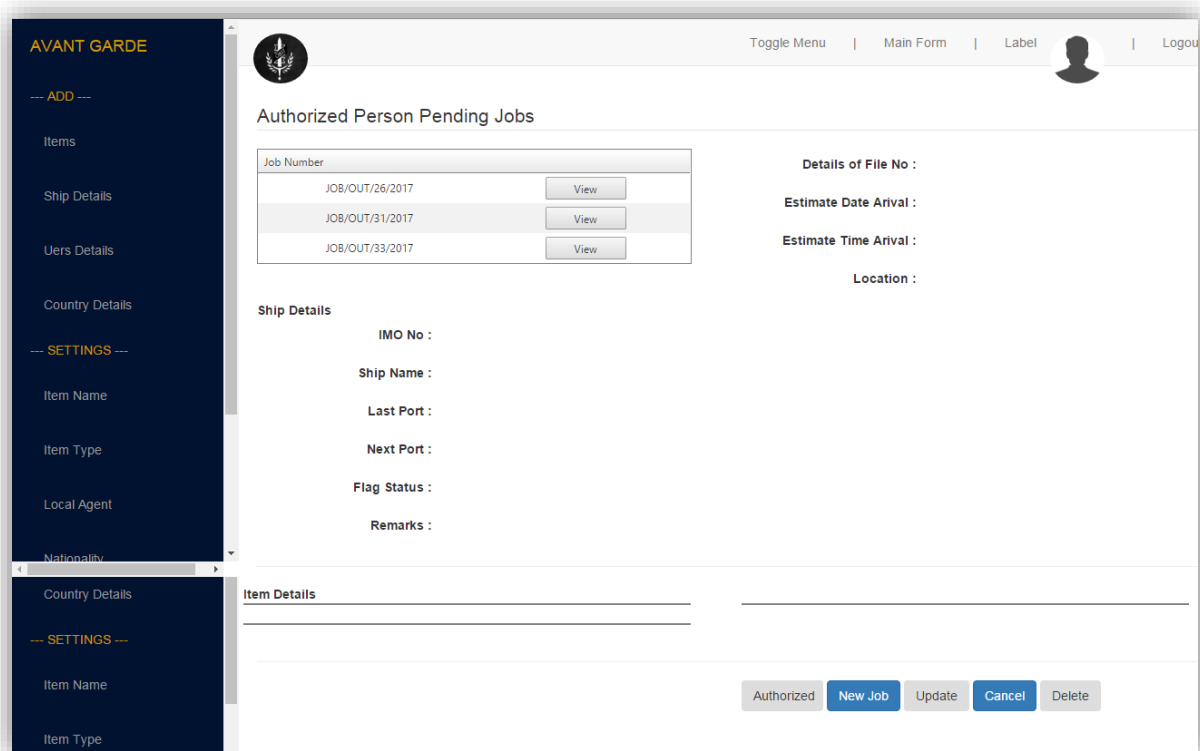 AVANT GARDE
--- ADD ---
Items
Ship Details
Uers Details
Country Details
--- SETTINGS ---
Item Name
Item Type
Local Agent
Nationality
Country Details
--- SETTINGS ---
Item Name
Item Type
Toggle Menu | Main Form | Label | Logou
Authorized Person Pending Jobs
Job Number
JOB/OUT/26/2017 View
JOB/OUT/31/2017 View
JOB/OUT/33/2017 View
Details of File No :
Estimate Date Arival :
Estimate Time Arival :
Location :
Ship Details
IMO No :
Ship Name :
Last Port :
Next Port :
Flag Status :
Remarks :
Item Details
Authorized New Job Update Cancel Delete